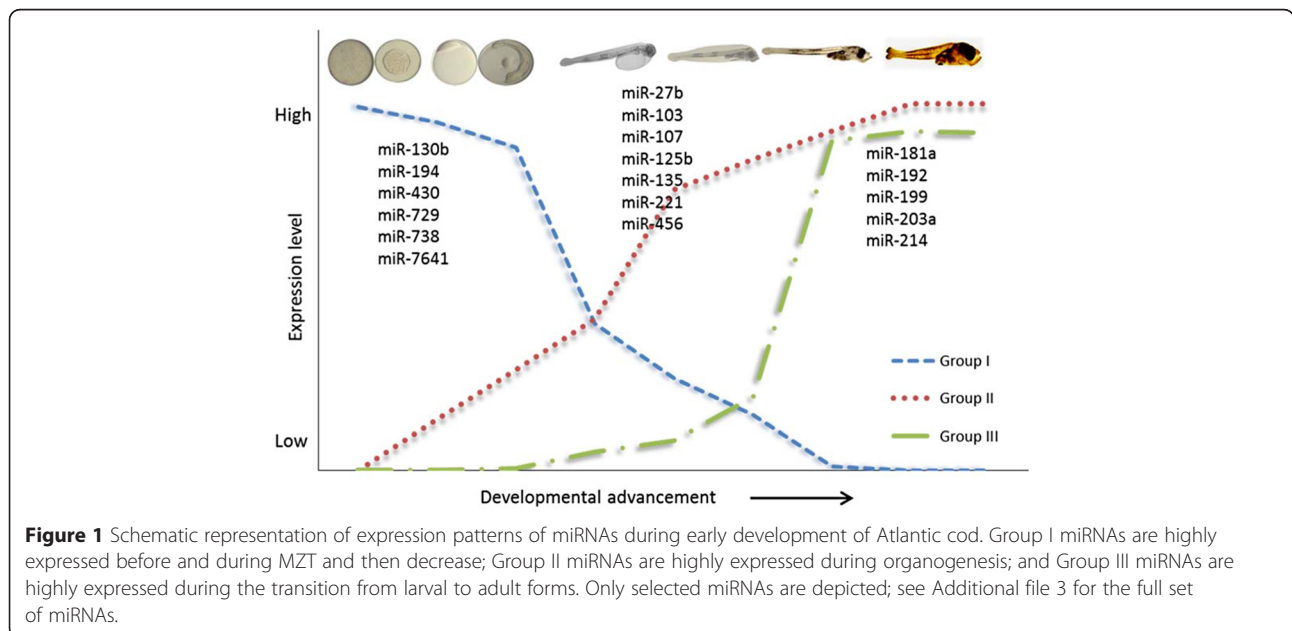 High
Expression level
Low
miR-130b
miR-194
miR-430
miR-729
miR-738
miR-7641
miR-27b
miR-103
miR-107
miR-125b
miR-135
miR-221
miR-456
miR-181a
miR-192
miR-199
miR-203a
miR-214
Group I
Group II
Group III
Developmental advancement
Figure 1 Schematic representation of expression patterns of miRNAs during early development of Atlantic cod. Group I miRNAs are highly
expressed before and during MZT and then decrease; Group II miRNAs are highly expressed during organogenesis; and Group III miRNAs are
highly expressed during the transition from larval to adult forms. Only selected miRNAs are depicted; see Additional file 3 for the full set
of miRNAs.